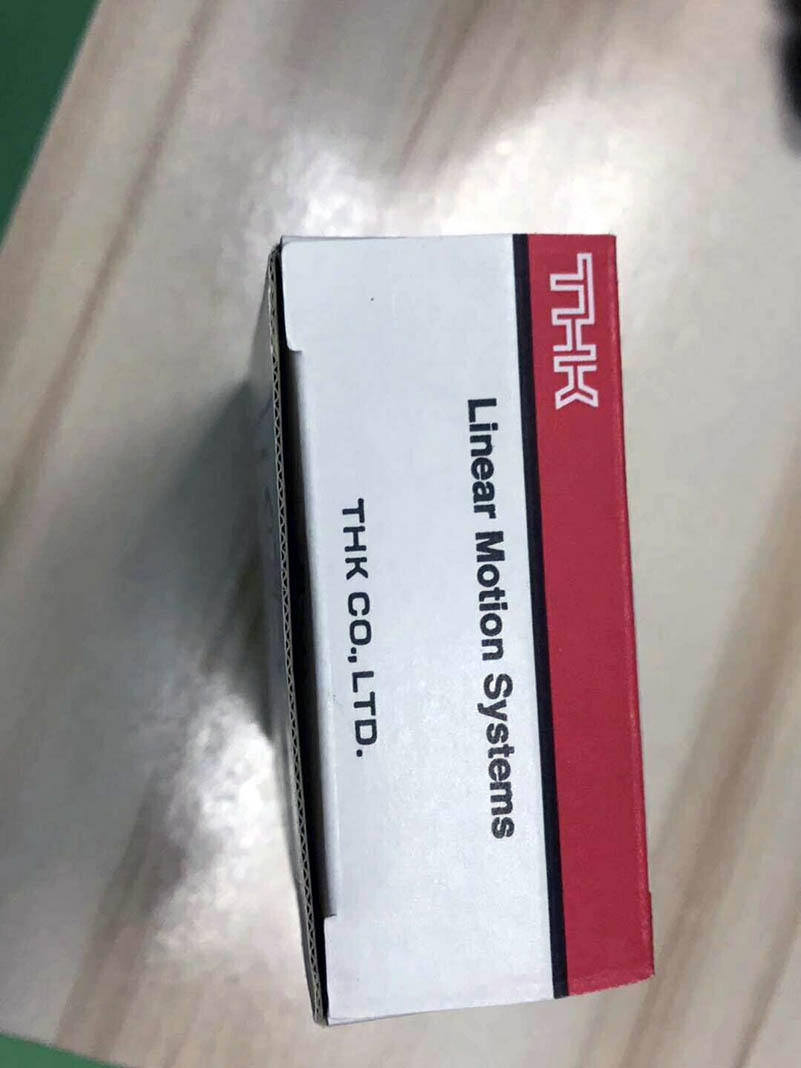 THK
Linear Motion Systems
THK CO., LTD.